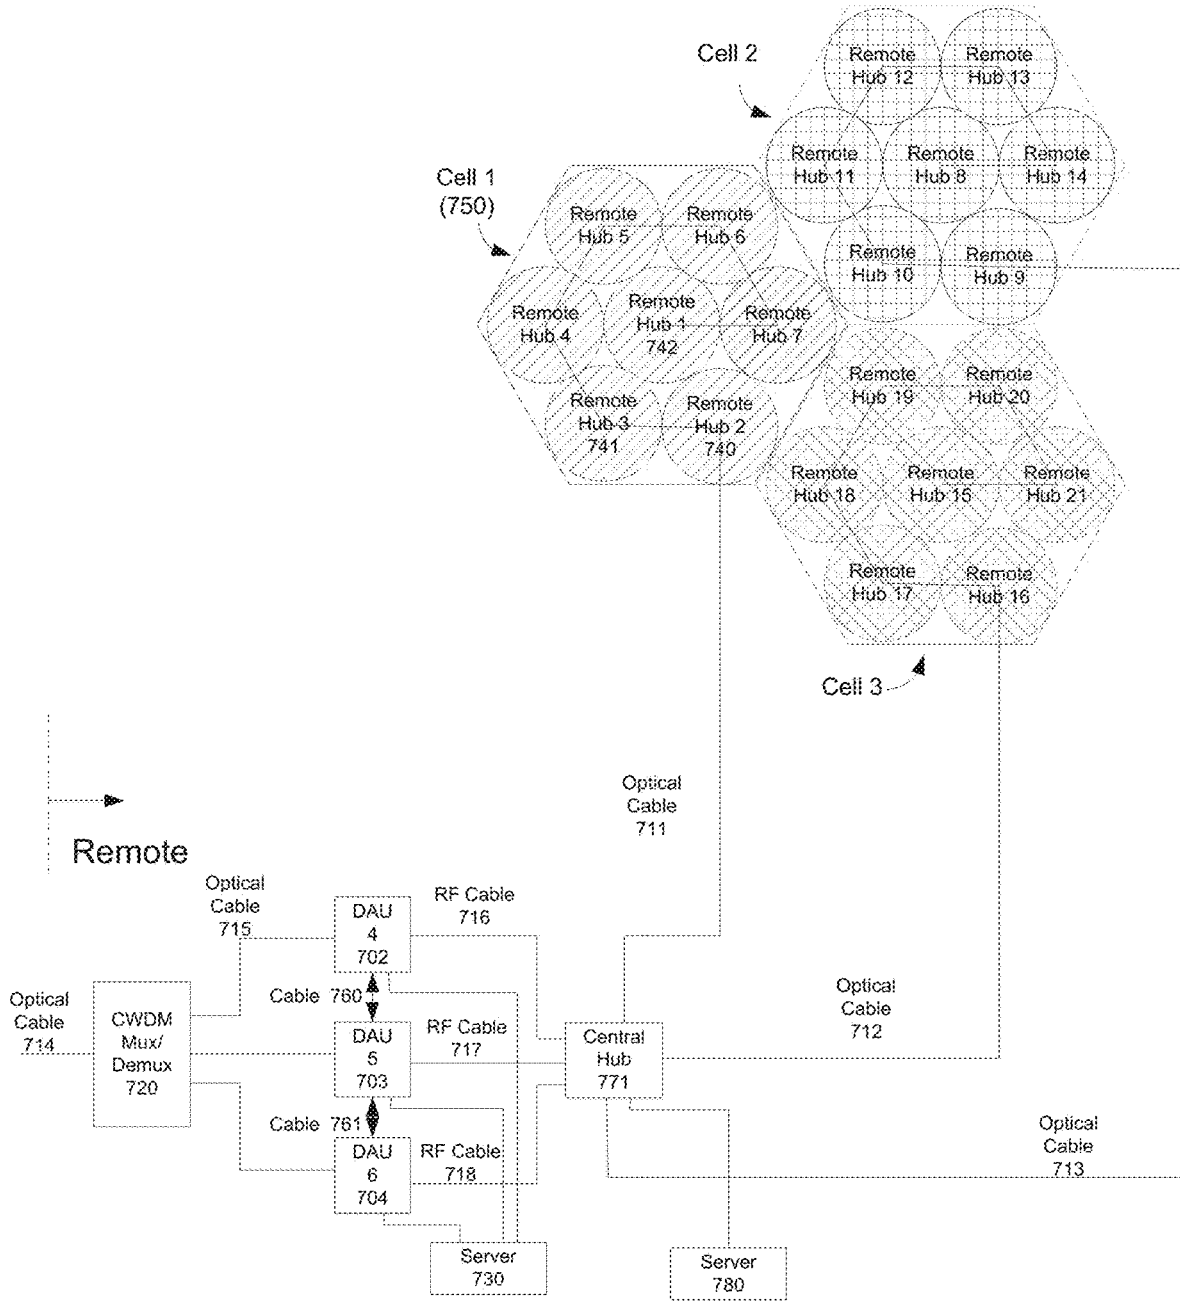 Cell 2
Remote
Hub 12
Remote
Hub 13
Remote
Hub 11
Remote
Hub 8
Remote
Hub 14
Remote
Hub 10
Remote
Hub 9
Cell 1
(750)
Remote
Hub 5
Remote
Hub 6
Remote
Hub 4
Remote
Hub 1
742
Remote
Hub 7
Remote
Hub 3
741
Remote
Hub 2
740
Remote
Hub 19
Remote
Hub 20
Remote
Hub 18
Remote
Hub 15
Remote
Hub 21
Remote
Hub 17
Remote
Hub 16
Cell 3
Optical
Cable
711
Remote
Optical
Cable
715
DAU
4
702
RF Cable
716
Optical
Cable
714
CWDM
Mux/
Demux
720
Cable 760
DAU
5
703
RF Cable
717
Central
Hub
771
Optical
Cable
712
Cable 761
DAU
6
704
RF Cable
718
Optical
Cable
713
Server
730
Server
780